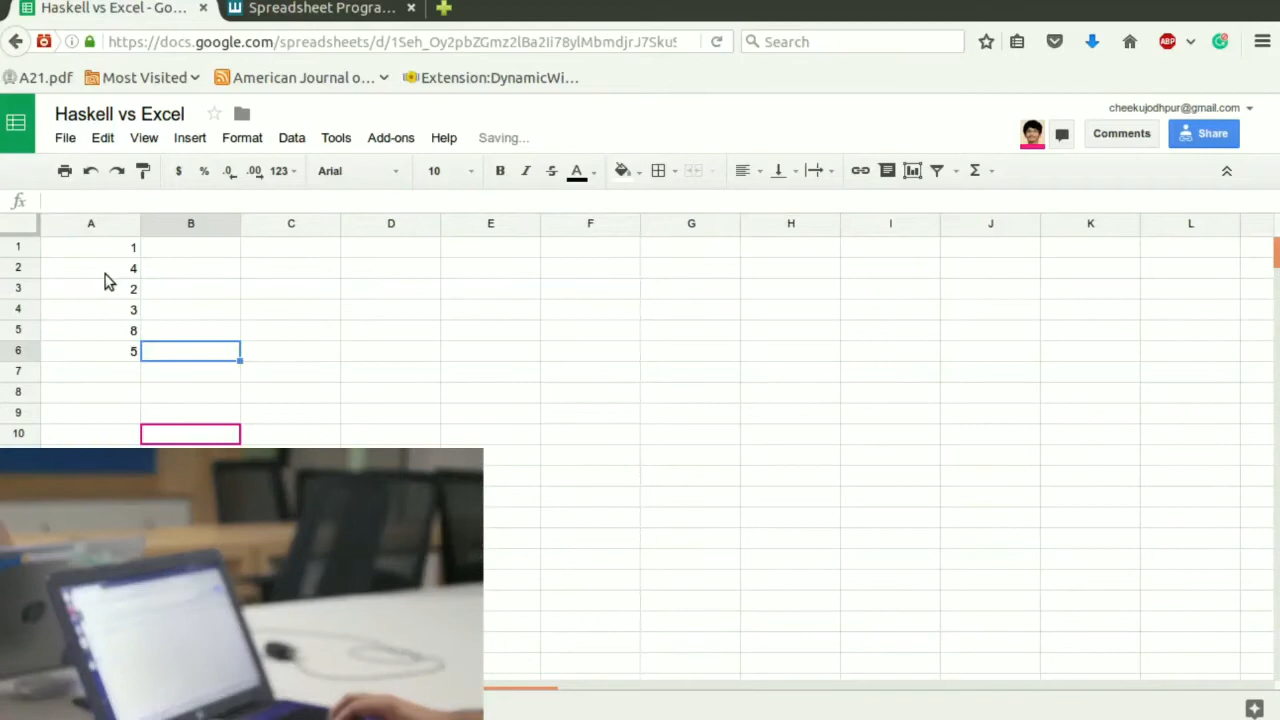 Haskell vs Excel - Go... × Spreadsheet Progra... ×
https://docs.google.com/spreadsheets/d/ Search
A21.pdf Most Visited American Journal o... Extension:DynamicWi...
Haskell vs Excel cheekujodhpur@gmail.com
File Edit View Insert Format Data Tools Add-ons Help Saving... Comments Share
$ % .0 .00 123 Arial 10 B I S A Σ
fx
A B C D E F G H I J K L
1 1
2 4
3 2
4 3
5 8
6 5
7
8
9
10